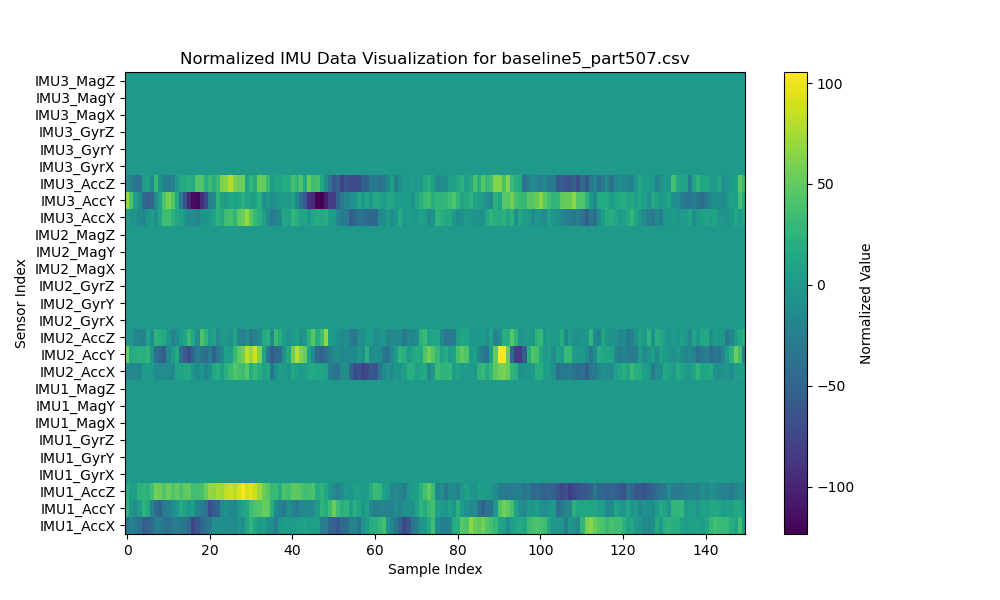 Normalized IMU Data Visualization for baseline5_part507.csv
IMU3_MagZ
IMU3_MagY
IMU3_MagX
IMU3_GyrZ
IMU3_GyrY
IMU3_GyrX
IMU3_AccZ
IMU3_AccY
IMU3_AccX
IMU2_MagZ
IMU2_MagY
IMU2_MagX
IMU2_GyrZ
IMU2_GyrY
IMU2_GyrX
IMU2_AccZ
IMU2_AccY
IMU2_AccX
IMU1_MagZ
IMU1_MagY
IMU1_MagX
IMU1_GyrZ
IMU1_GyrY
IMU1_GyrX
IMU1_AccZ
IMU1_AccY
IMU1_AccX
Sensor Index
0 20 40 60 80 100 120 140
Sample Index
100
50
0
−50
−100
Normalized Value